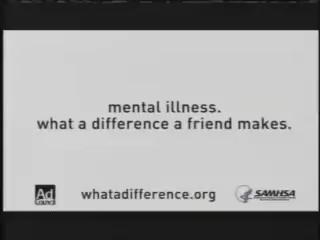 mental illness.
what a difference a friend makes.
Ad
Council
whatadifference.org
SAMHSA